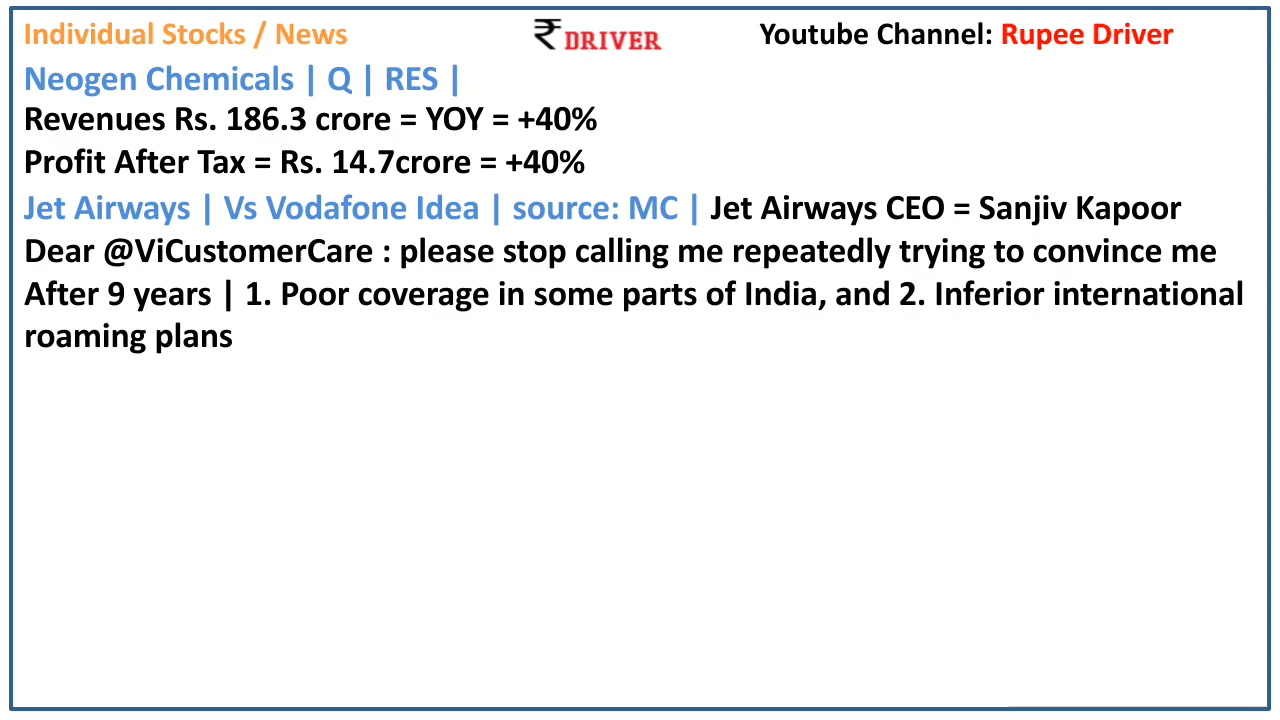 Individual Stocks / News
₹ DRIVER
Youtube Channel: Rupee Driver
Neogen Chemicals | Q | RES |
Revenues Rs. 186.3 crore = YOY = +40%
Profit After Tax = Rs. 14.7crore = +40%
Jet Airways | Vs Vodafone Idea | source: MC | Jet Airways CEO = Sanjiv Kapoor
Dear @ViCustomerCare : please stop calling me repeatedly trying to convince me
After 9 years | 1. Poor coverage in some parts of India, and 2. Inferior international
roaming plans